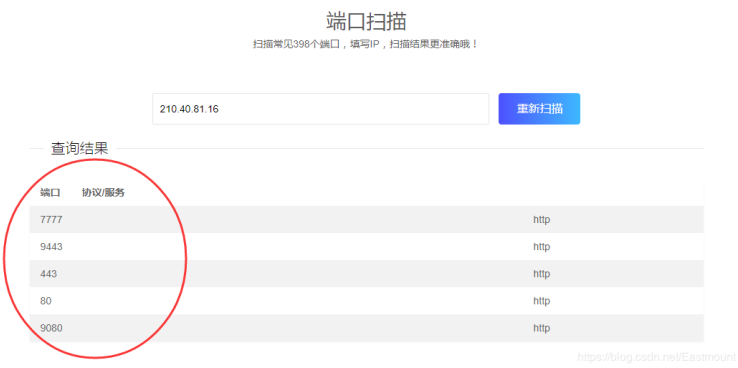 端口扫描
扫描常见398个端口，填写IP，扫描结果更准确哦！
210.40.81.16 重新扫描
查询结果
端口 协议/服务
7777 http
9443 http
443 http
80 http
9080 http
https://blog.csdn.net/Eastmount